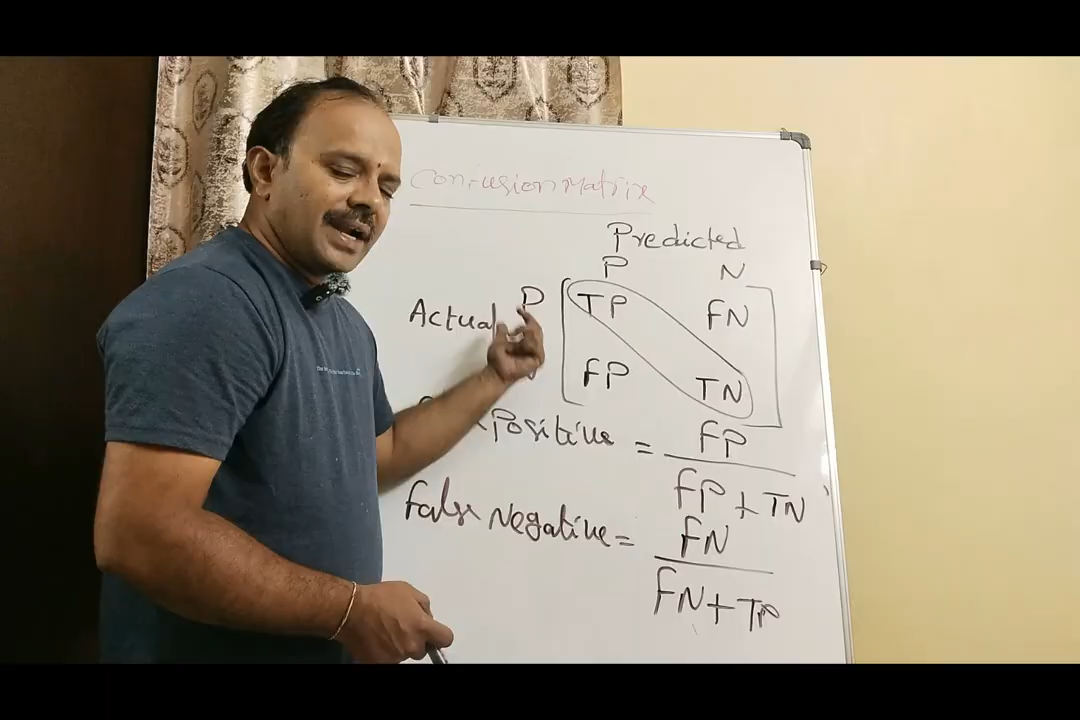 Confusion Matrix
Predicted
P N
Actual P TP FN
FP TN
Positive = FP
FP + TN
False Negative = FN
FN + TP